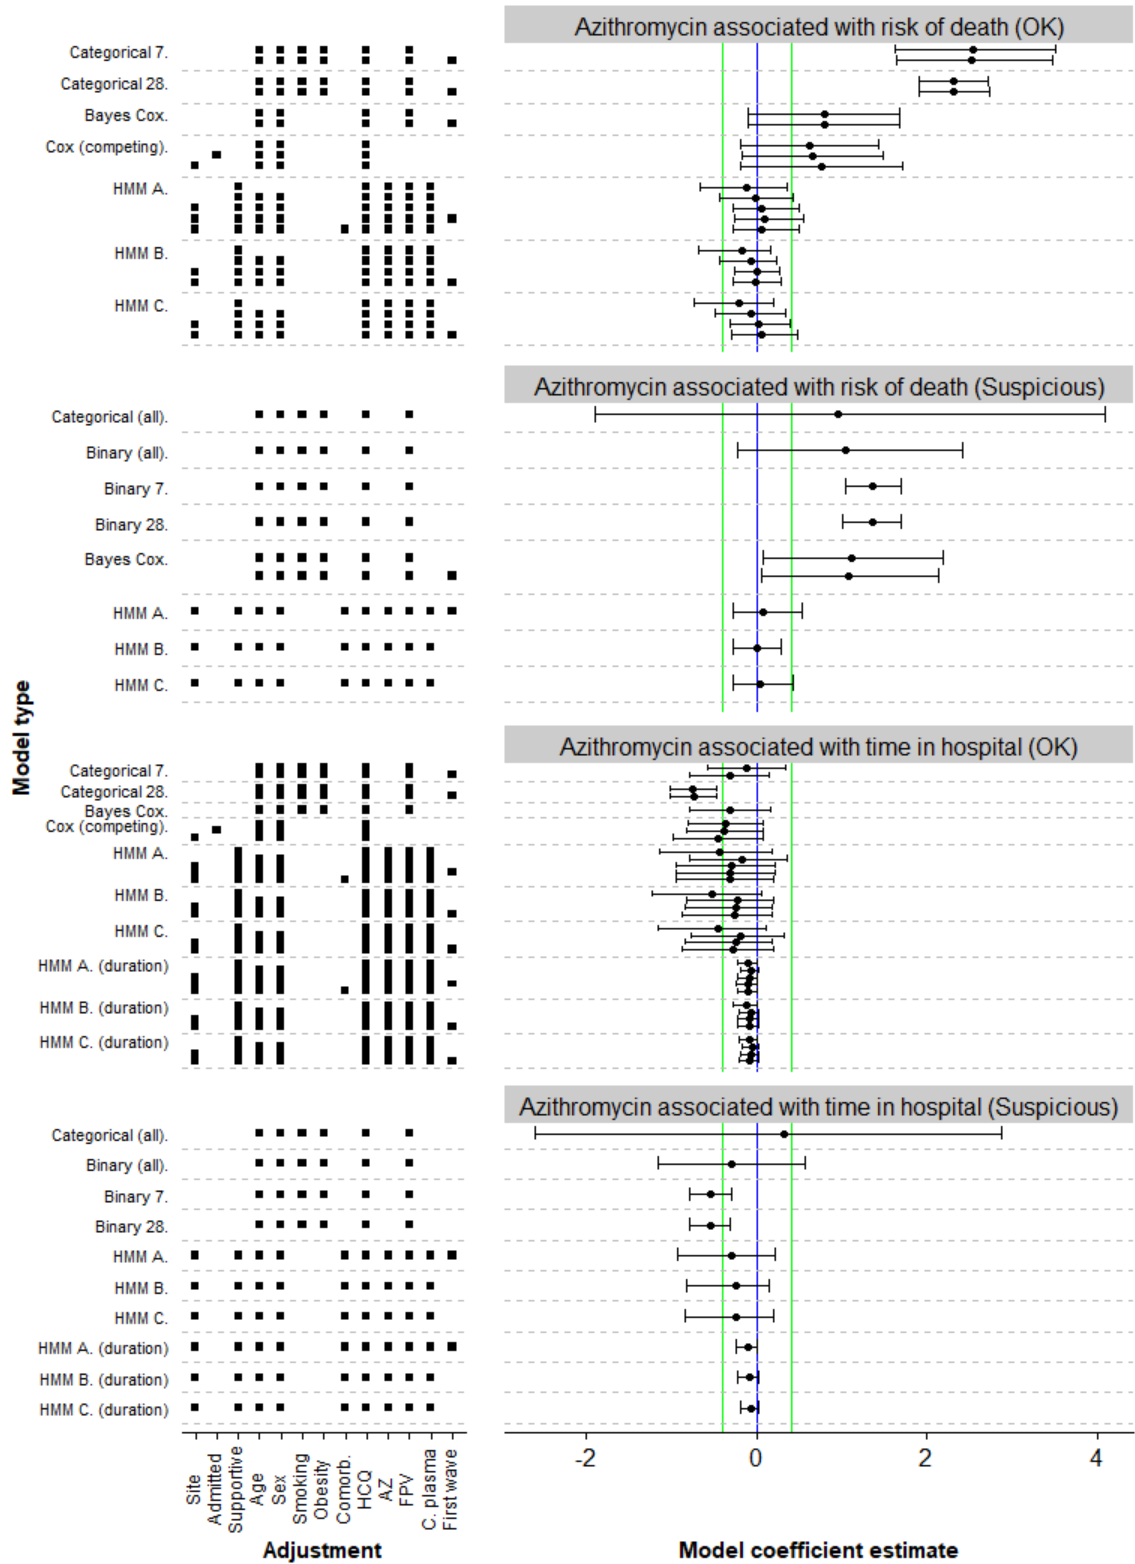 Azithromycin associated with risk of death (OK)
Categorical 7.
Categorical 28.
Bayes Cox.
Cox (competing).
HMM A.
HMM B.
HMM C.
Azithromycin associated with risk of death (Suspicious)
Categorical (all).
Binary (all).
Binary 7.
Binary 28.
Bayes Cox.
HMM A.
HMM B.
HMM C.
Model type
Azithromycin associated with time in hospital (OK)
Categorical 7.
Categorical 28.
Bayes Cox.
Cox (competing).
HMM A.
HMM B.
HMM C.
HMM A. (duration)
HMM B. (duration)
HMM C. (duration)
Azithromycin associated with time in hospital (Suspicious)
Categorical (all).
Binary (all).
Binary 7.
Binary 28.
HMM A.
HMM B.
HMM C.
HMM A. (duration)
HMM B. (duration)
HMM C. (duration)
Site
Admitted
Supportive
Age
Sex
Smoking
Obesity
Comorb.
HCQ
AZ
FPV
C. plasma
First wave
-2
0
2
4
Adjustment
Model coefficient estimate